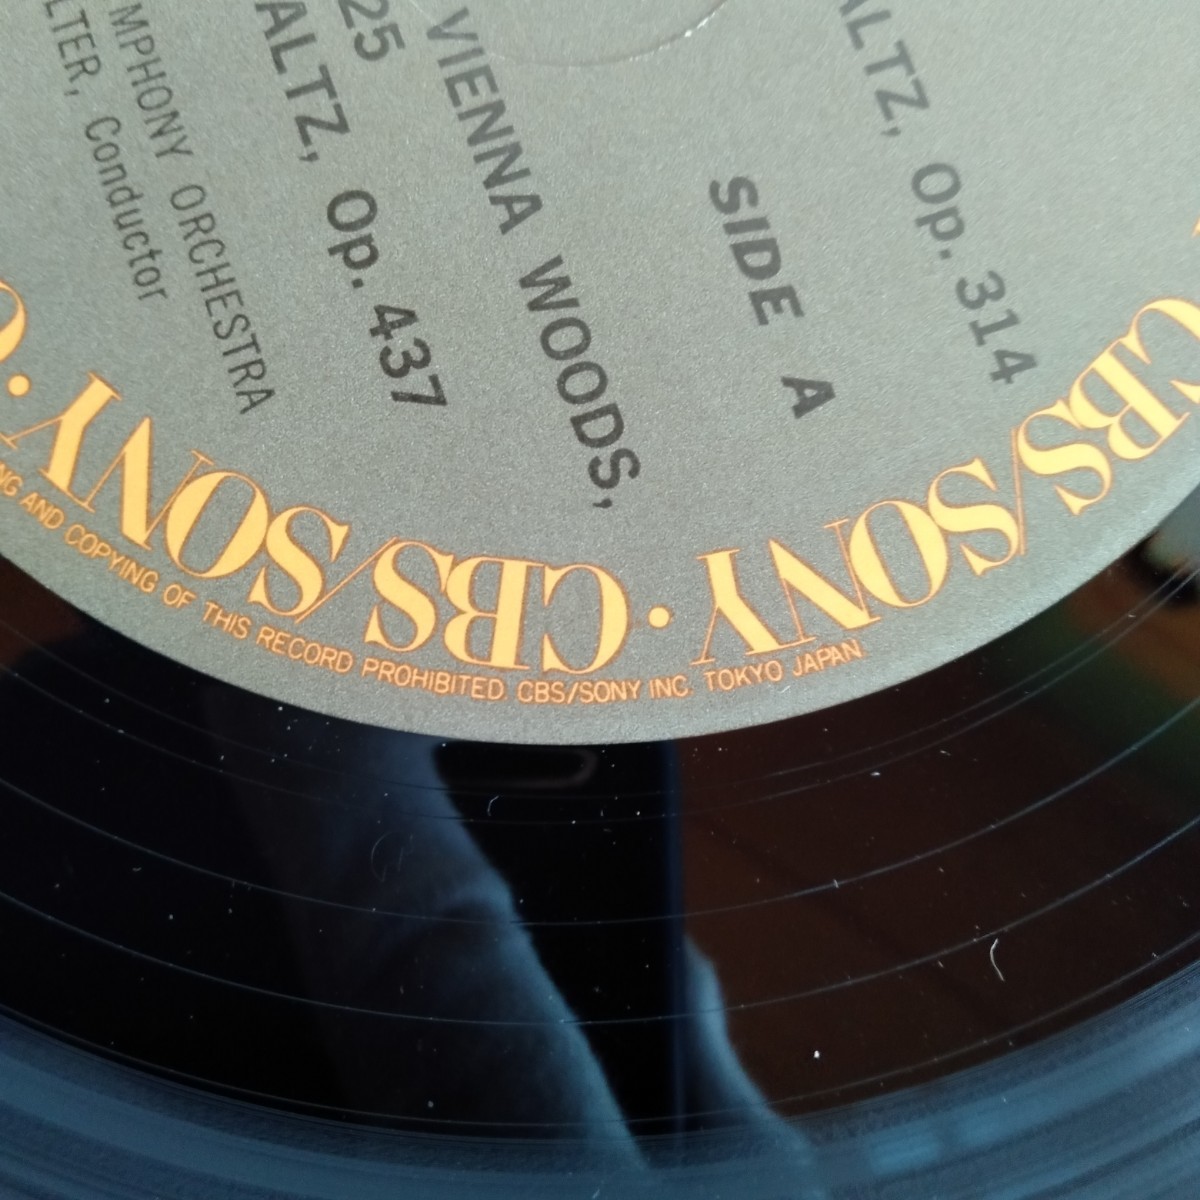 SIDE A
ALTZ, Op. 314
VIENNA WOODS,
25
ALTZ, Op. 437
MPHONY ORCHESTRA
LTER, Conductor
CBS/SONY · CBS/SONY ·
NG AND COPYING OF THIS RECORD PROHIBITED. CBS/SONY INC. TOKYO JAPAN